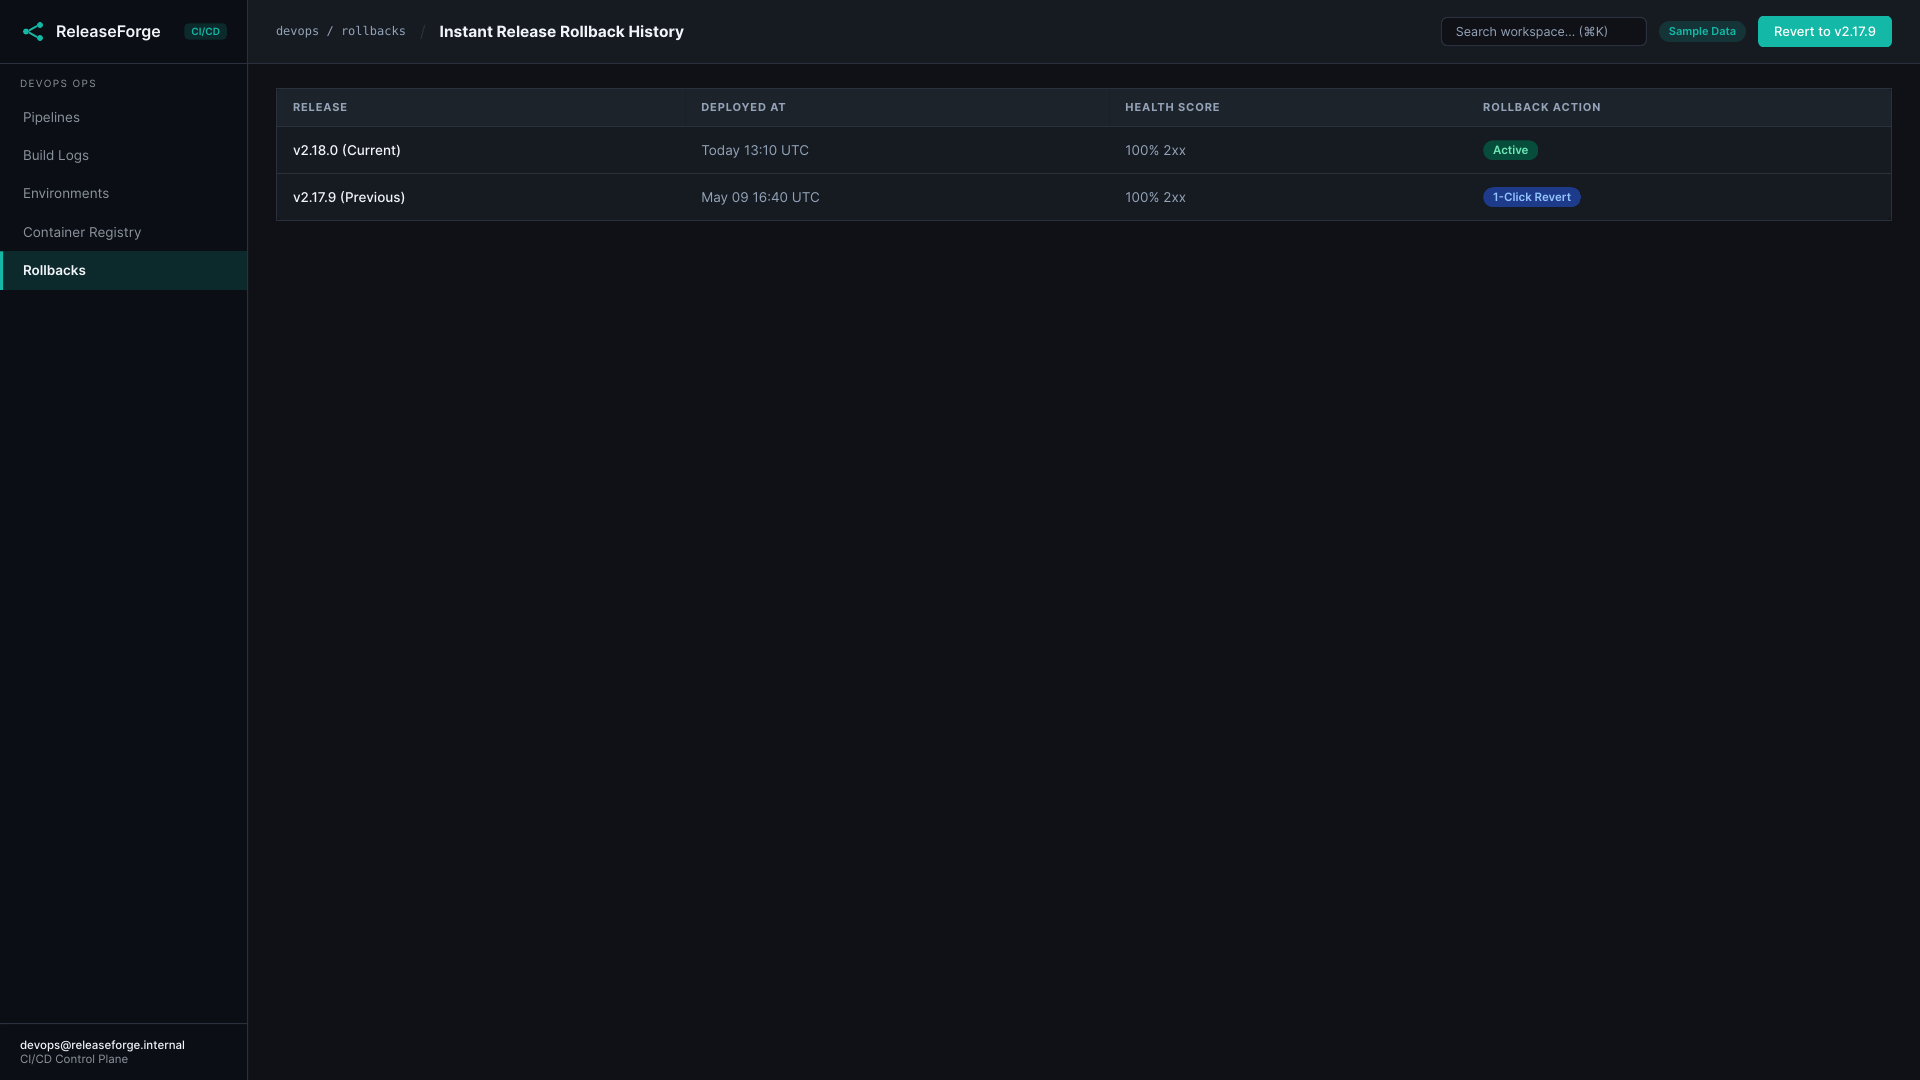 ReleaseForge CI/CD
DEVOPS OPS
Pipelines
Build Logs
Environments
Container Registry
Rollbacks
devops@releaseforge.internal
CI/CD Control Plane
devops / rollbacks / Instant Release Rollback History
Search workspace... (⌘K)
Sample Data
Revert to v2.17.9
RELEASE DEPLOYED AT HEALTH SCORE ROLLBACK ACTION
v2.18.0 (Current) Today 13:10 UTC 100% 2xx Active
v2.17.9 (Previous) May 09 16:40 UTC 100% 2xx 1-Click Revert